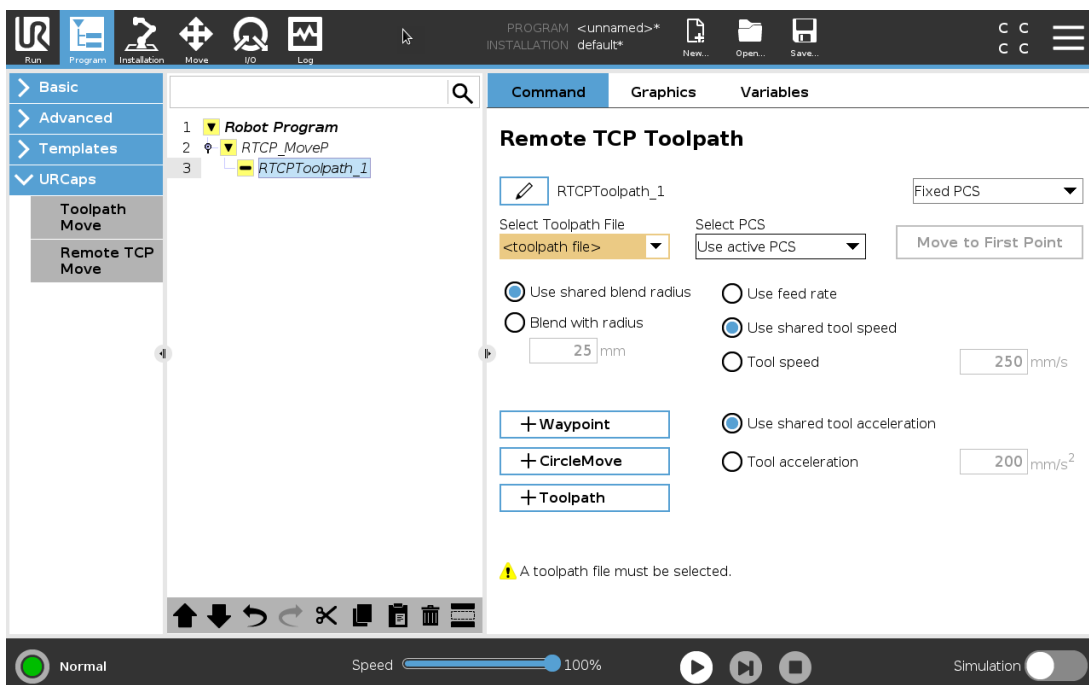 PROGRAM <unnamed>*
INSTALLATION default*
C C
C C
UR
Run
Program
Installation
Move
I/O
Log
New...
Open...
Save...
Basic
Advanced
Templates
URCaps
Toolpath
Move
Remote TCP
Move
1 Robot Program
2 RTCP_MoveP
3 RTCPToolpath_1
Command
Graphics
Variables
Remote TCP Toolpath
RTCPToolpath_1
Fixed PCS
Select Toolpath File
Select PCS
<toolpath file>
Use active PCS
Move to First Point
Use shared blend radius
Use feed rate
Blend with radius
Use shared tool speed
25 mm
Tool speed
250 mm/s
+ Waypoint
Use shared tool acceleration
+ CircleMove
Tool acceleration
200 mm/s²
+ Toolpath
A toolpath file must be selected.
Normal
Speed
100%
Simulation